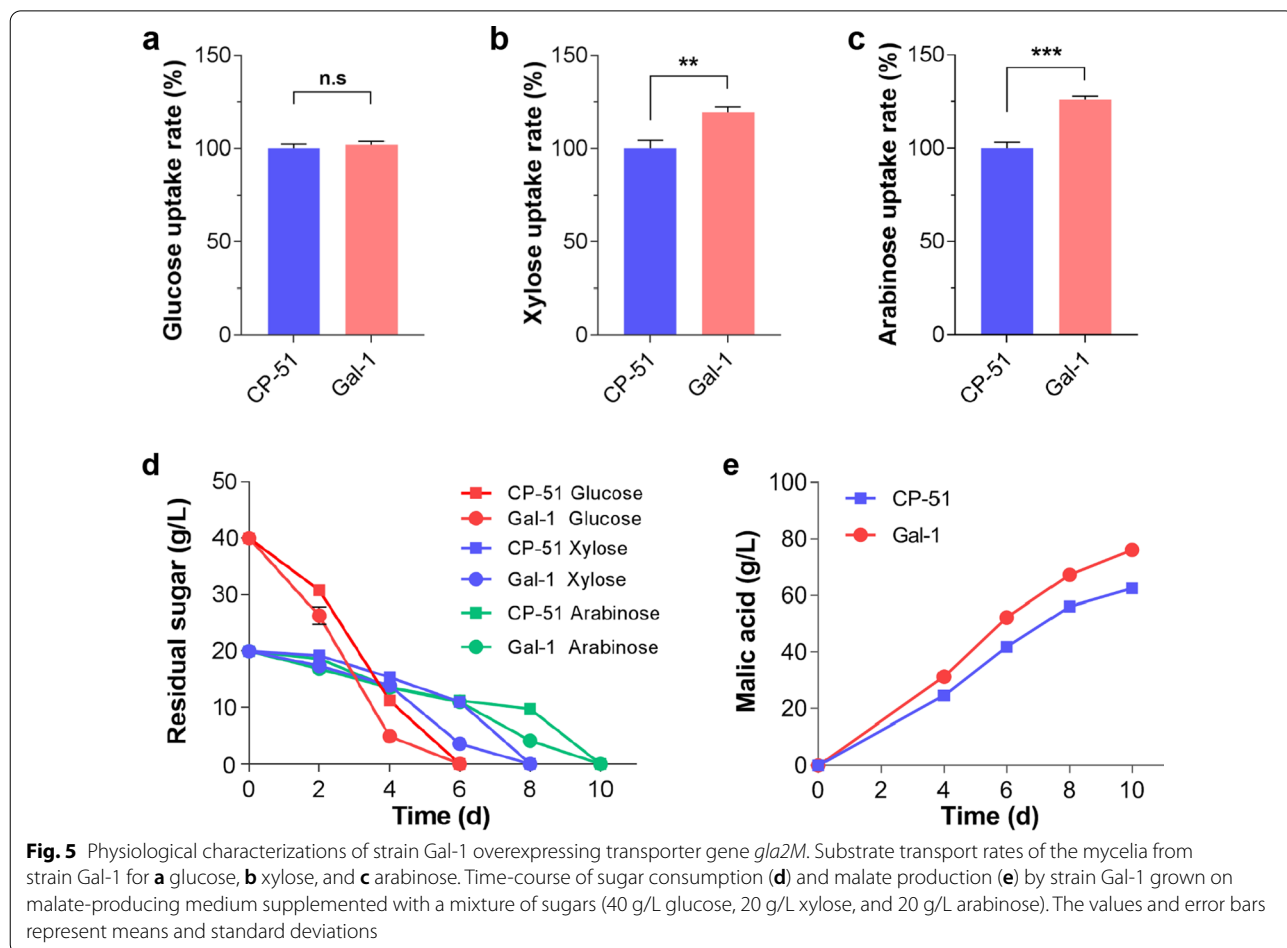 a
Glucose uptake rate (%)
150
100
50
0
n.s
CP-51
Gal-1
b
Xylose uptake rate (%)
150
100
50
0
**
CP-51
Gal-1
c
Arabinose uptake rate (%)
150
100
50
0
***
CP-51
Gal-1
d
Residual sugar (g/L)
50
40
30
20
10
0
0 2 4 6 8 10
Time (d)
CP-51 Glucose
Gal-1 Glucose
CP-51 Xylose
Gal-1 Xylose
CP-51 Arabinose
Gal-1 Arabinose
e
Malic acid (g/L)
100
80
60
40
20
0
0 2 4 6 8 10
Time (d)
CP-51
Gal-1
Fig. 5 Physiological characterizations of strain Gal-1 overexpressing transporter gene gla2M. Substrate transport rates of the mycelia from
strain Gal-1 for a glucose, b xylose, and c arabinose. Time-course of sugar consumption (d) and malate production (e) by strain Gal-1 grown on
malate-producing medium supplemented with a mixture of sugars (40 g/L glucose, 20 g/L xylose, and 20 g/L arabinose). The values and error bars
represent means and standard deviations